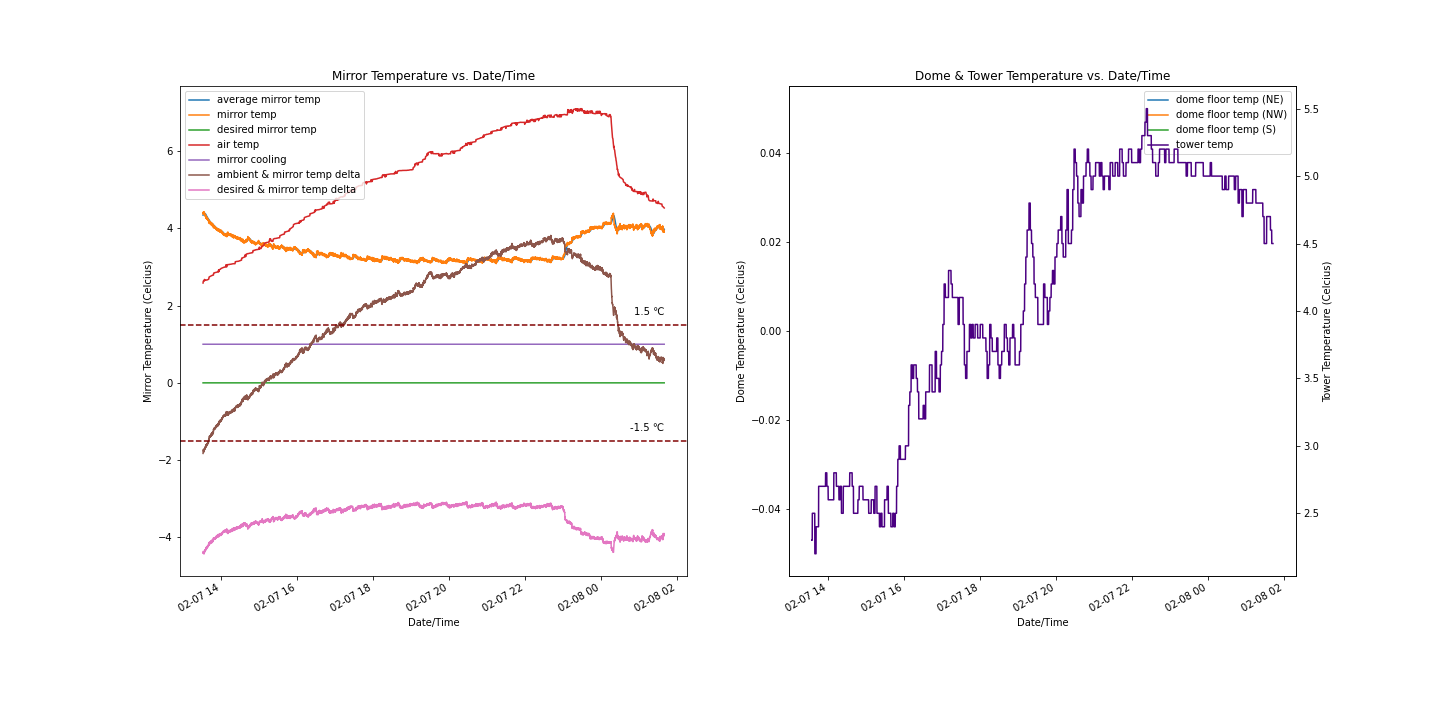 Mirror Temperature vs. Date/Time
average mirror temp
mirror temp
desired mirror temp
air temp
mirror cooling
ambient & mirror temp delta
desired & mirror temp delta
Mirror Temperature (Celcius)
6
4
2
0
−2
−4
1.5 °C
-1.5 °C
02-07 14
02-07 16
02-07 18
02-07 20
02-07 22
02-08 00
02-08 02
Date/Time
Dome & Tower Temperature vs. Date/Time
dome floor temp (NE)
dome floor temp (NW)
dome floor temp (S)
tower temp
Dome Temperature (Celcius)
0.04
0.02
0.00
−0.02
−0.04
5.5
5.0
4.5
4.0
3.5
3.0
2.5
Tower Temperature (Celcius)
02-07 14
02-07 16
02-07 18
02-07 20
02-07 22
02-08 00
02-08 02
Date/Time